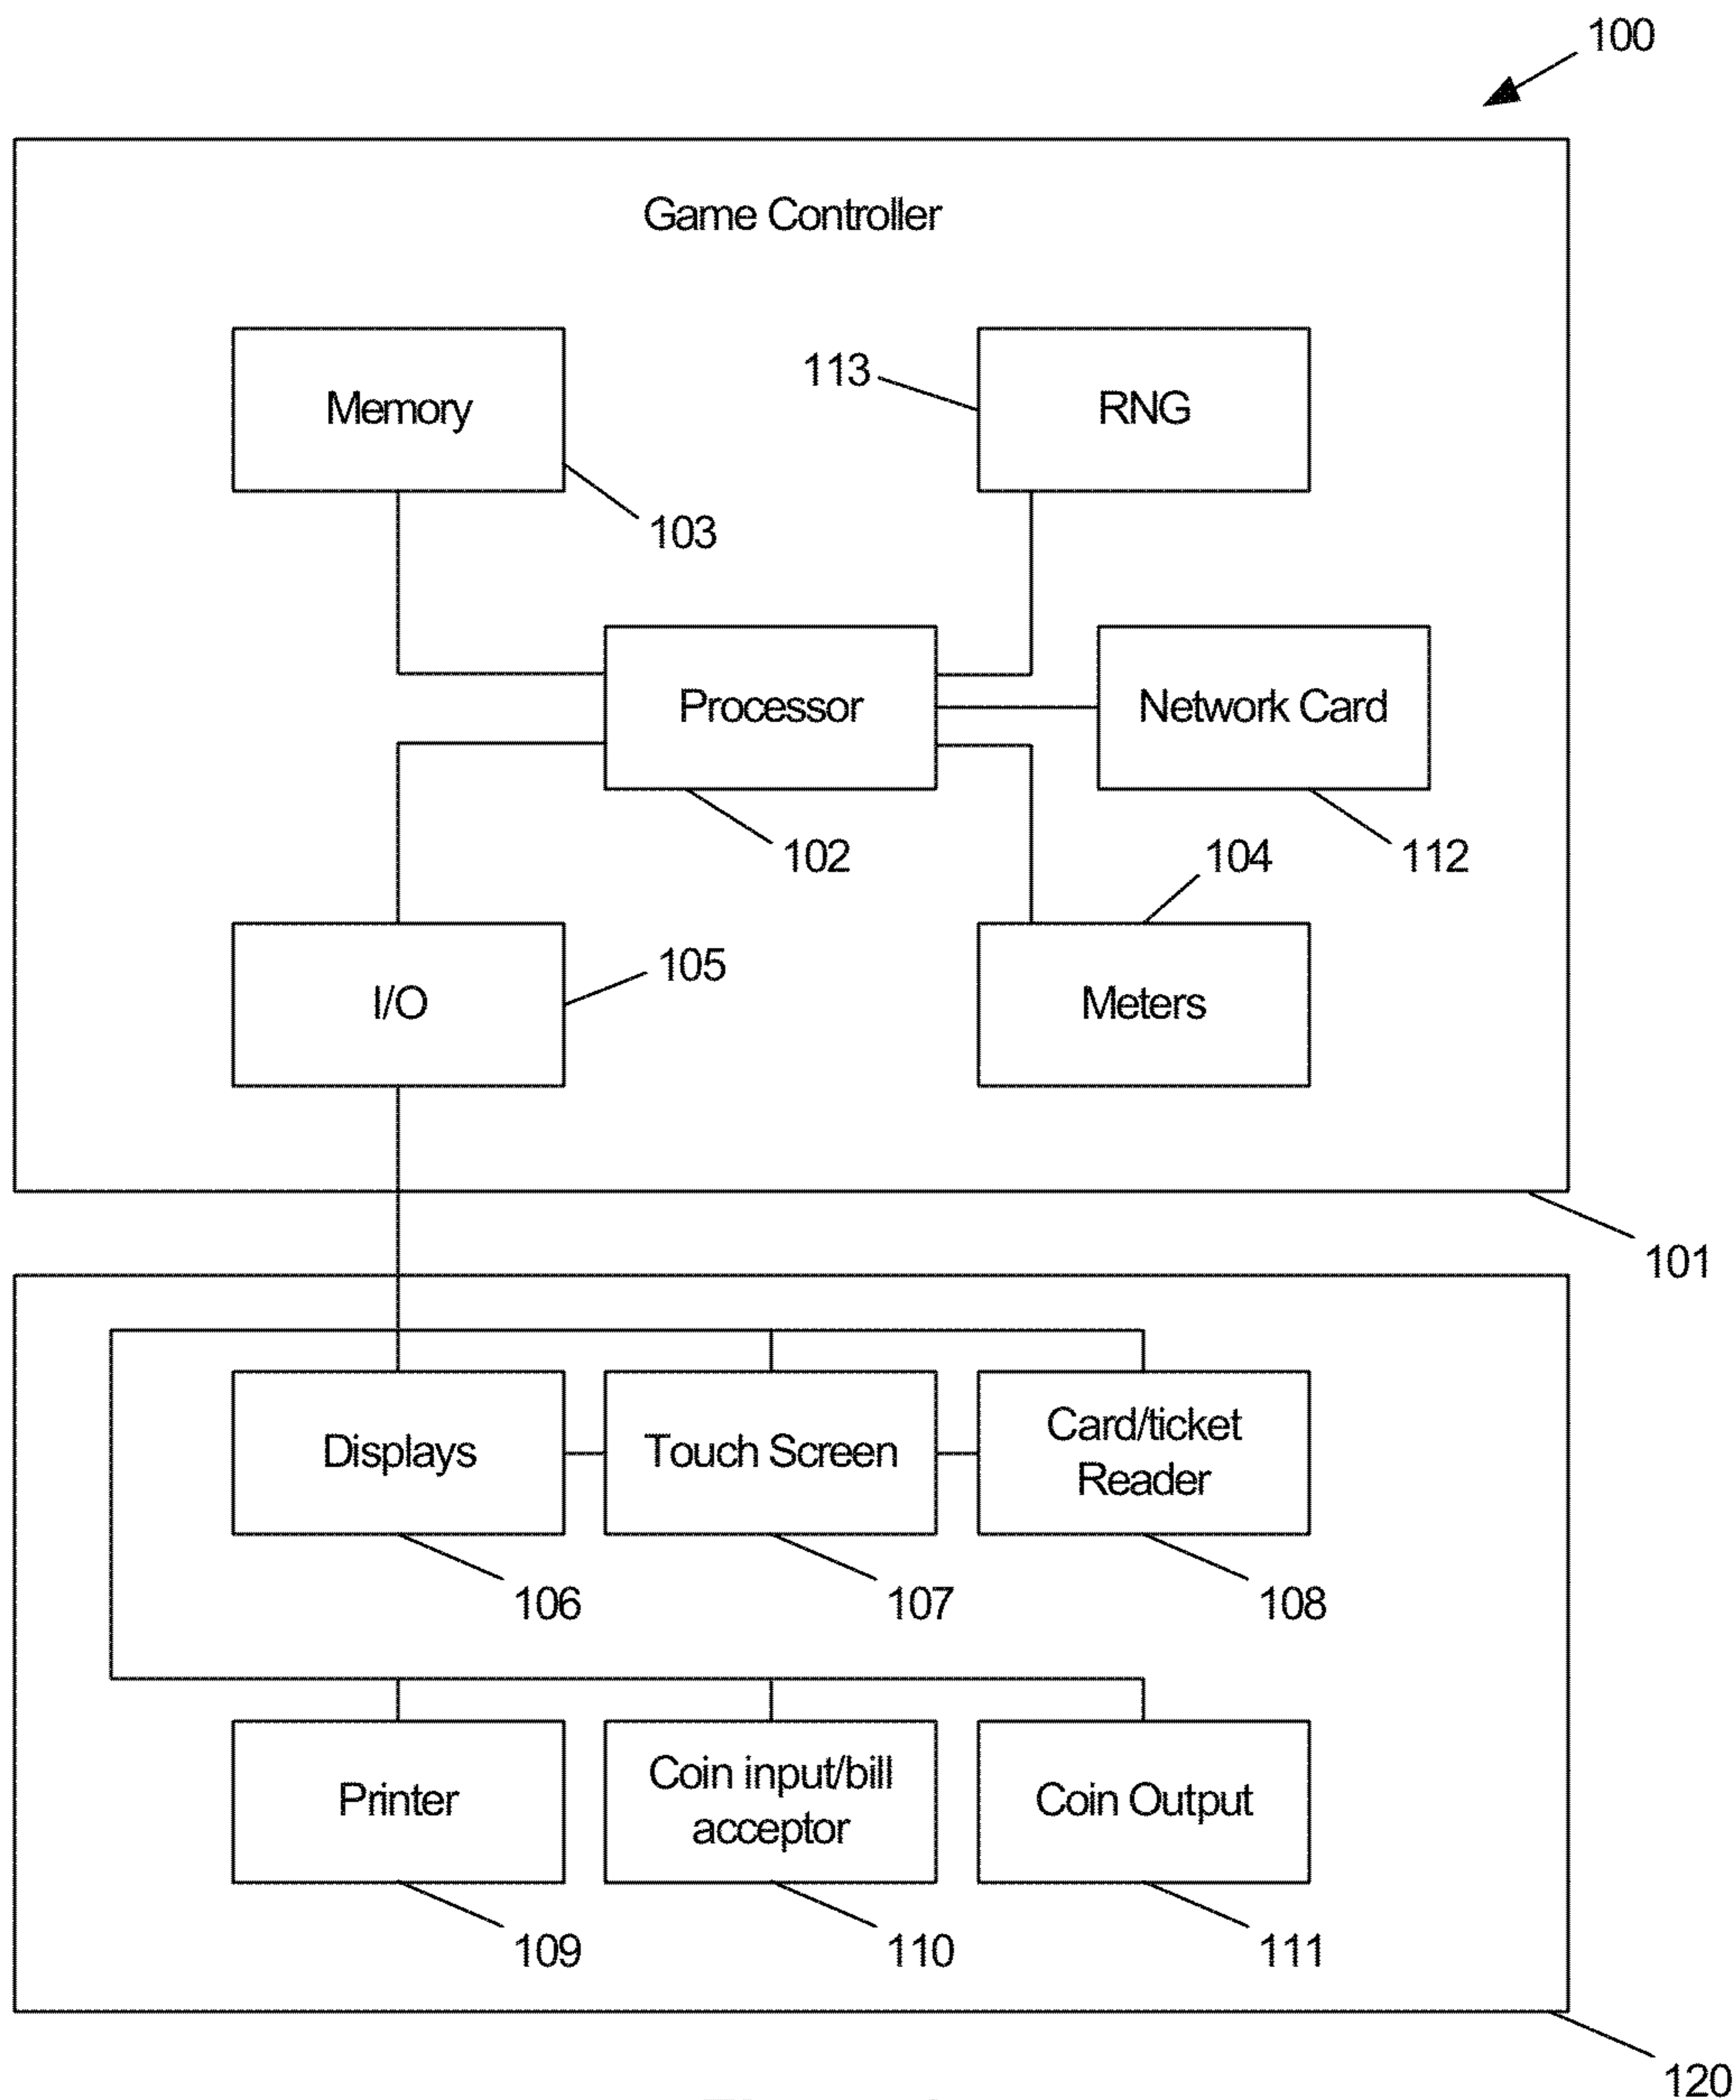 100
Game Controller
Memory
113
RNG
103
Processor
Network Card
102
104
112
I/O
105
Meters
101
Displays
Touch Screen
Card/ticket
Reader
106
107
108
Printer
Coin input/bill
acceptor
Coin Output
109
110
111
120